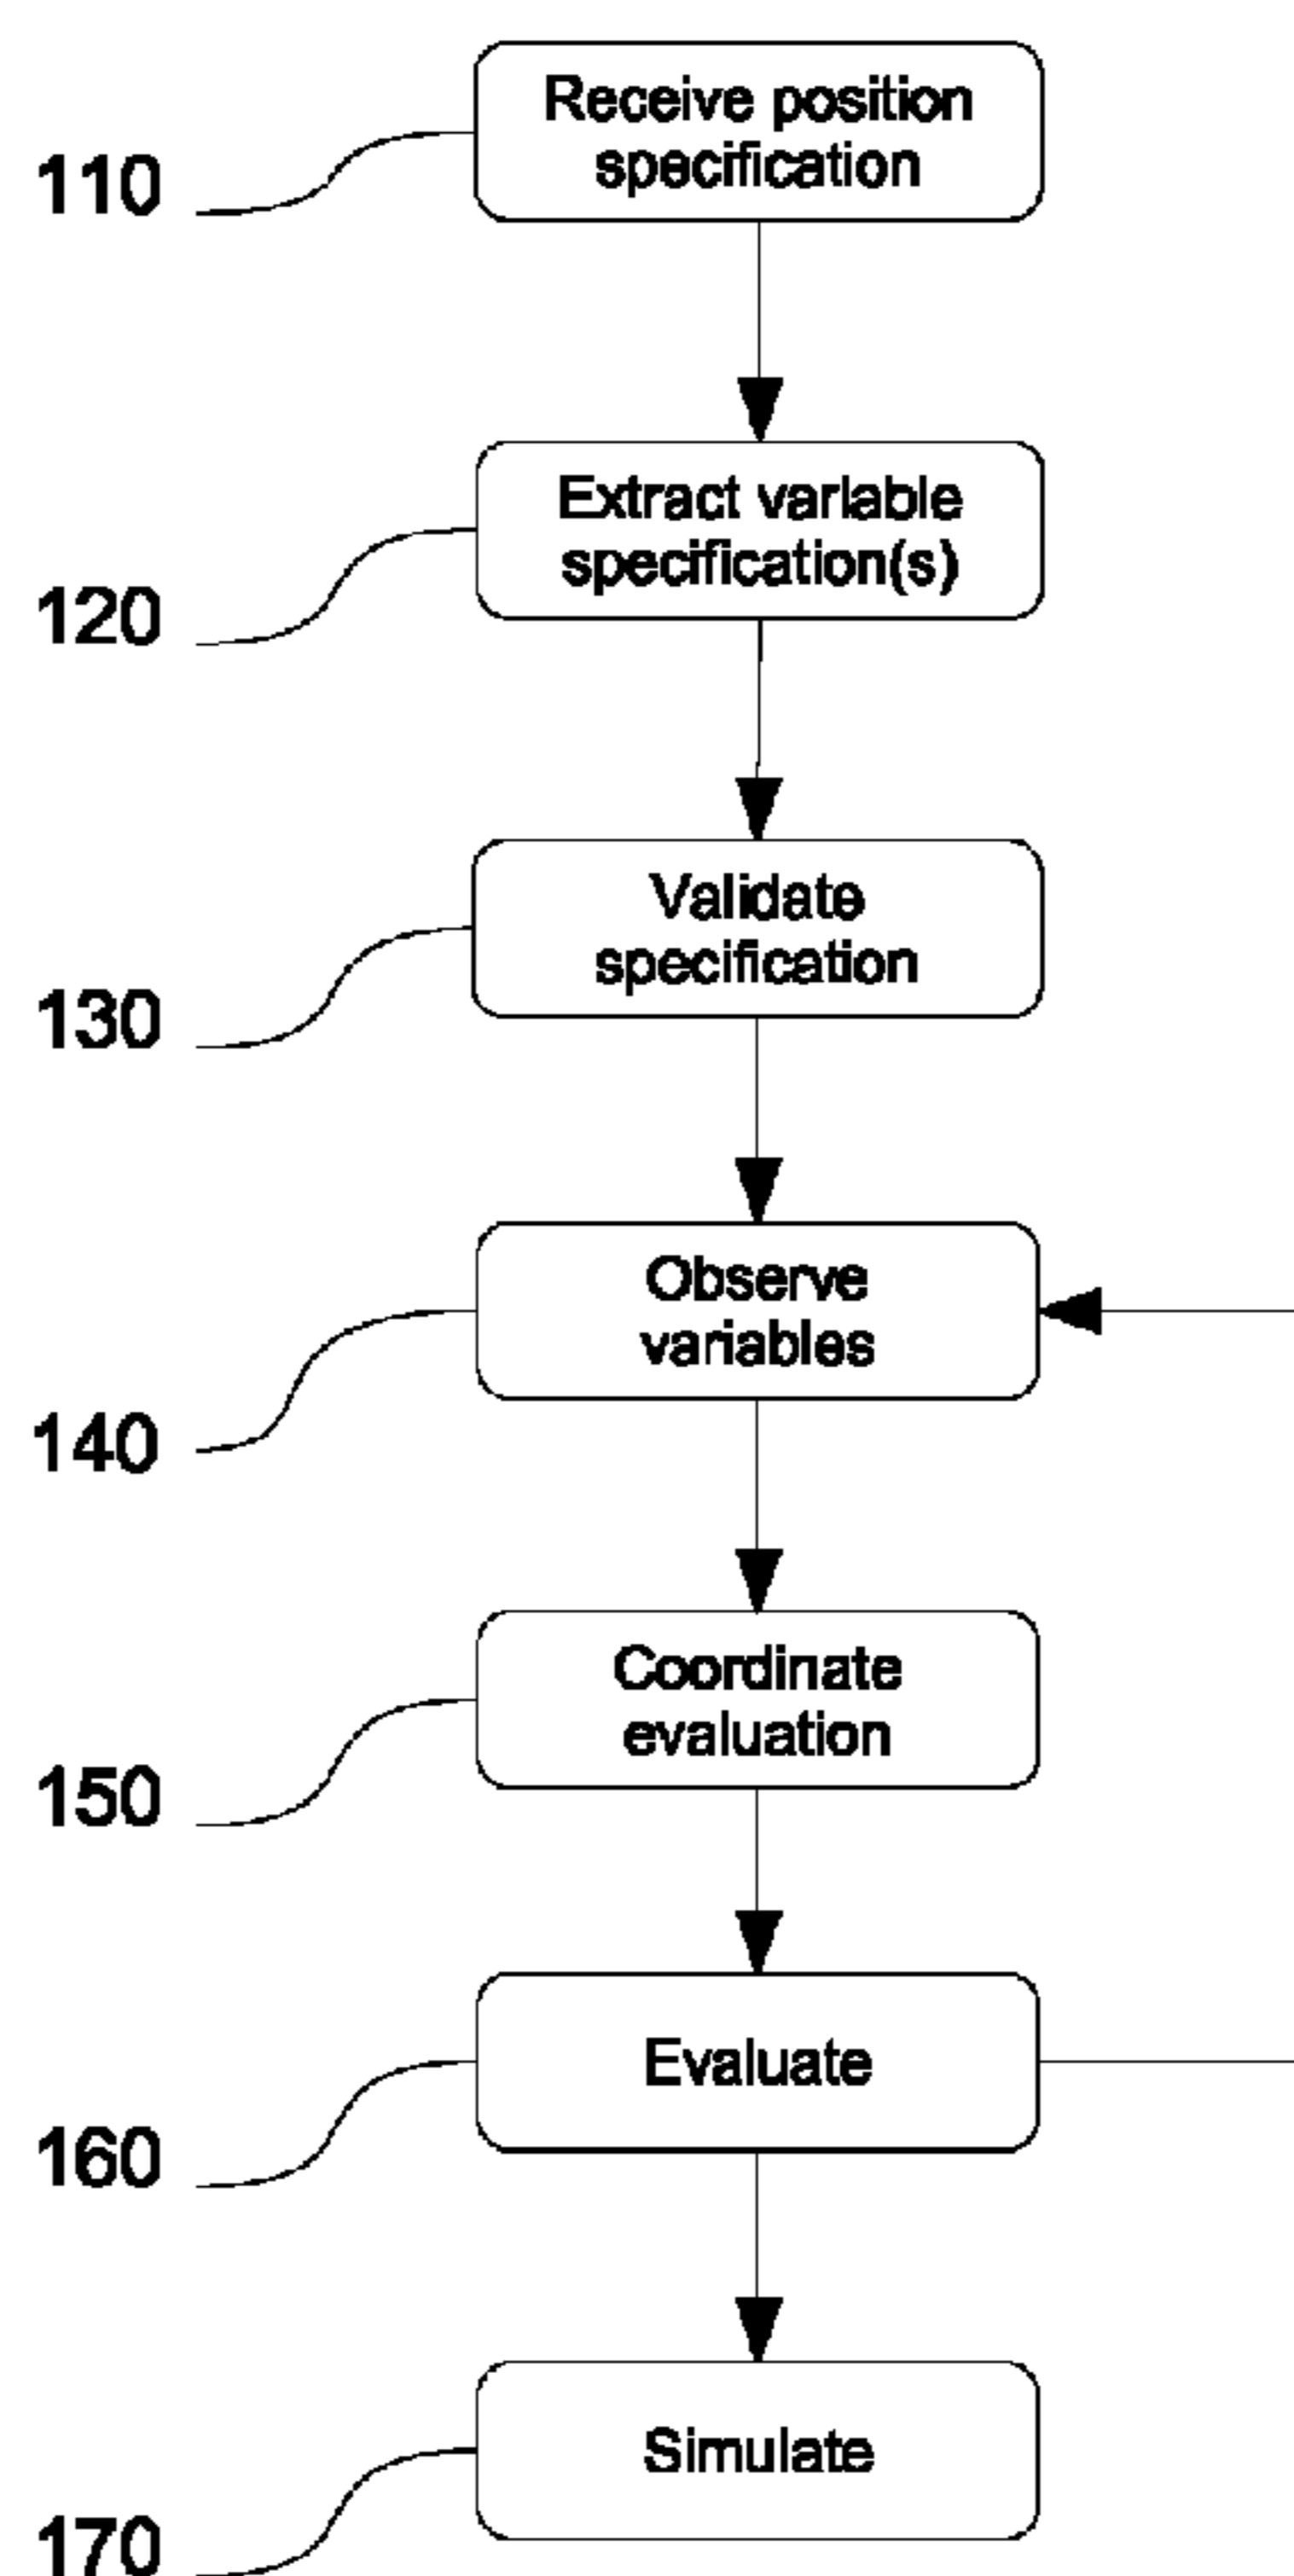 Receive position
specification
110
Extract variable
specification(s)
120
Validate
specification
130
Observe
variables
140
Coordinate
evaluation
150
Evaluate
160
Simulate
170